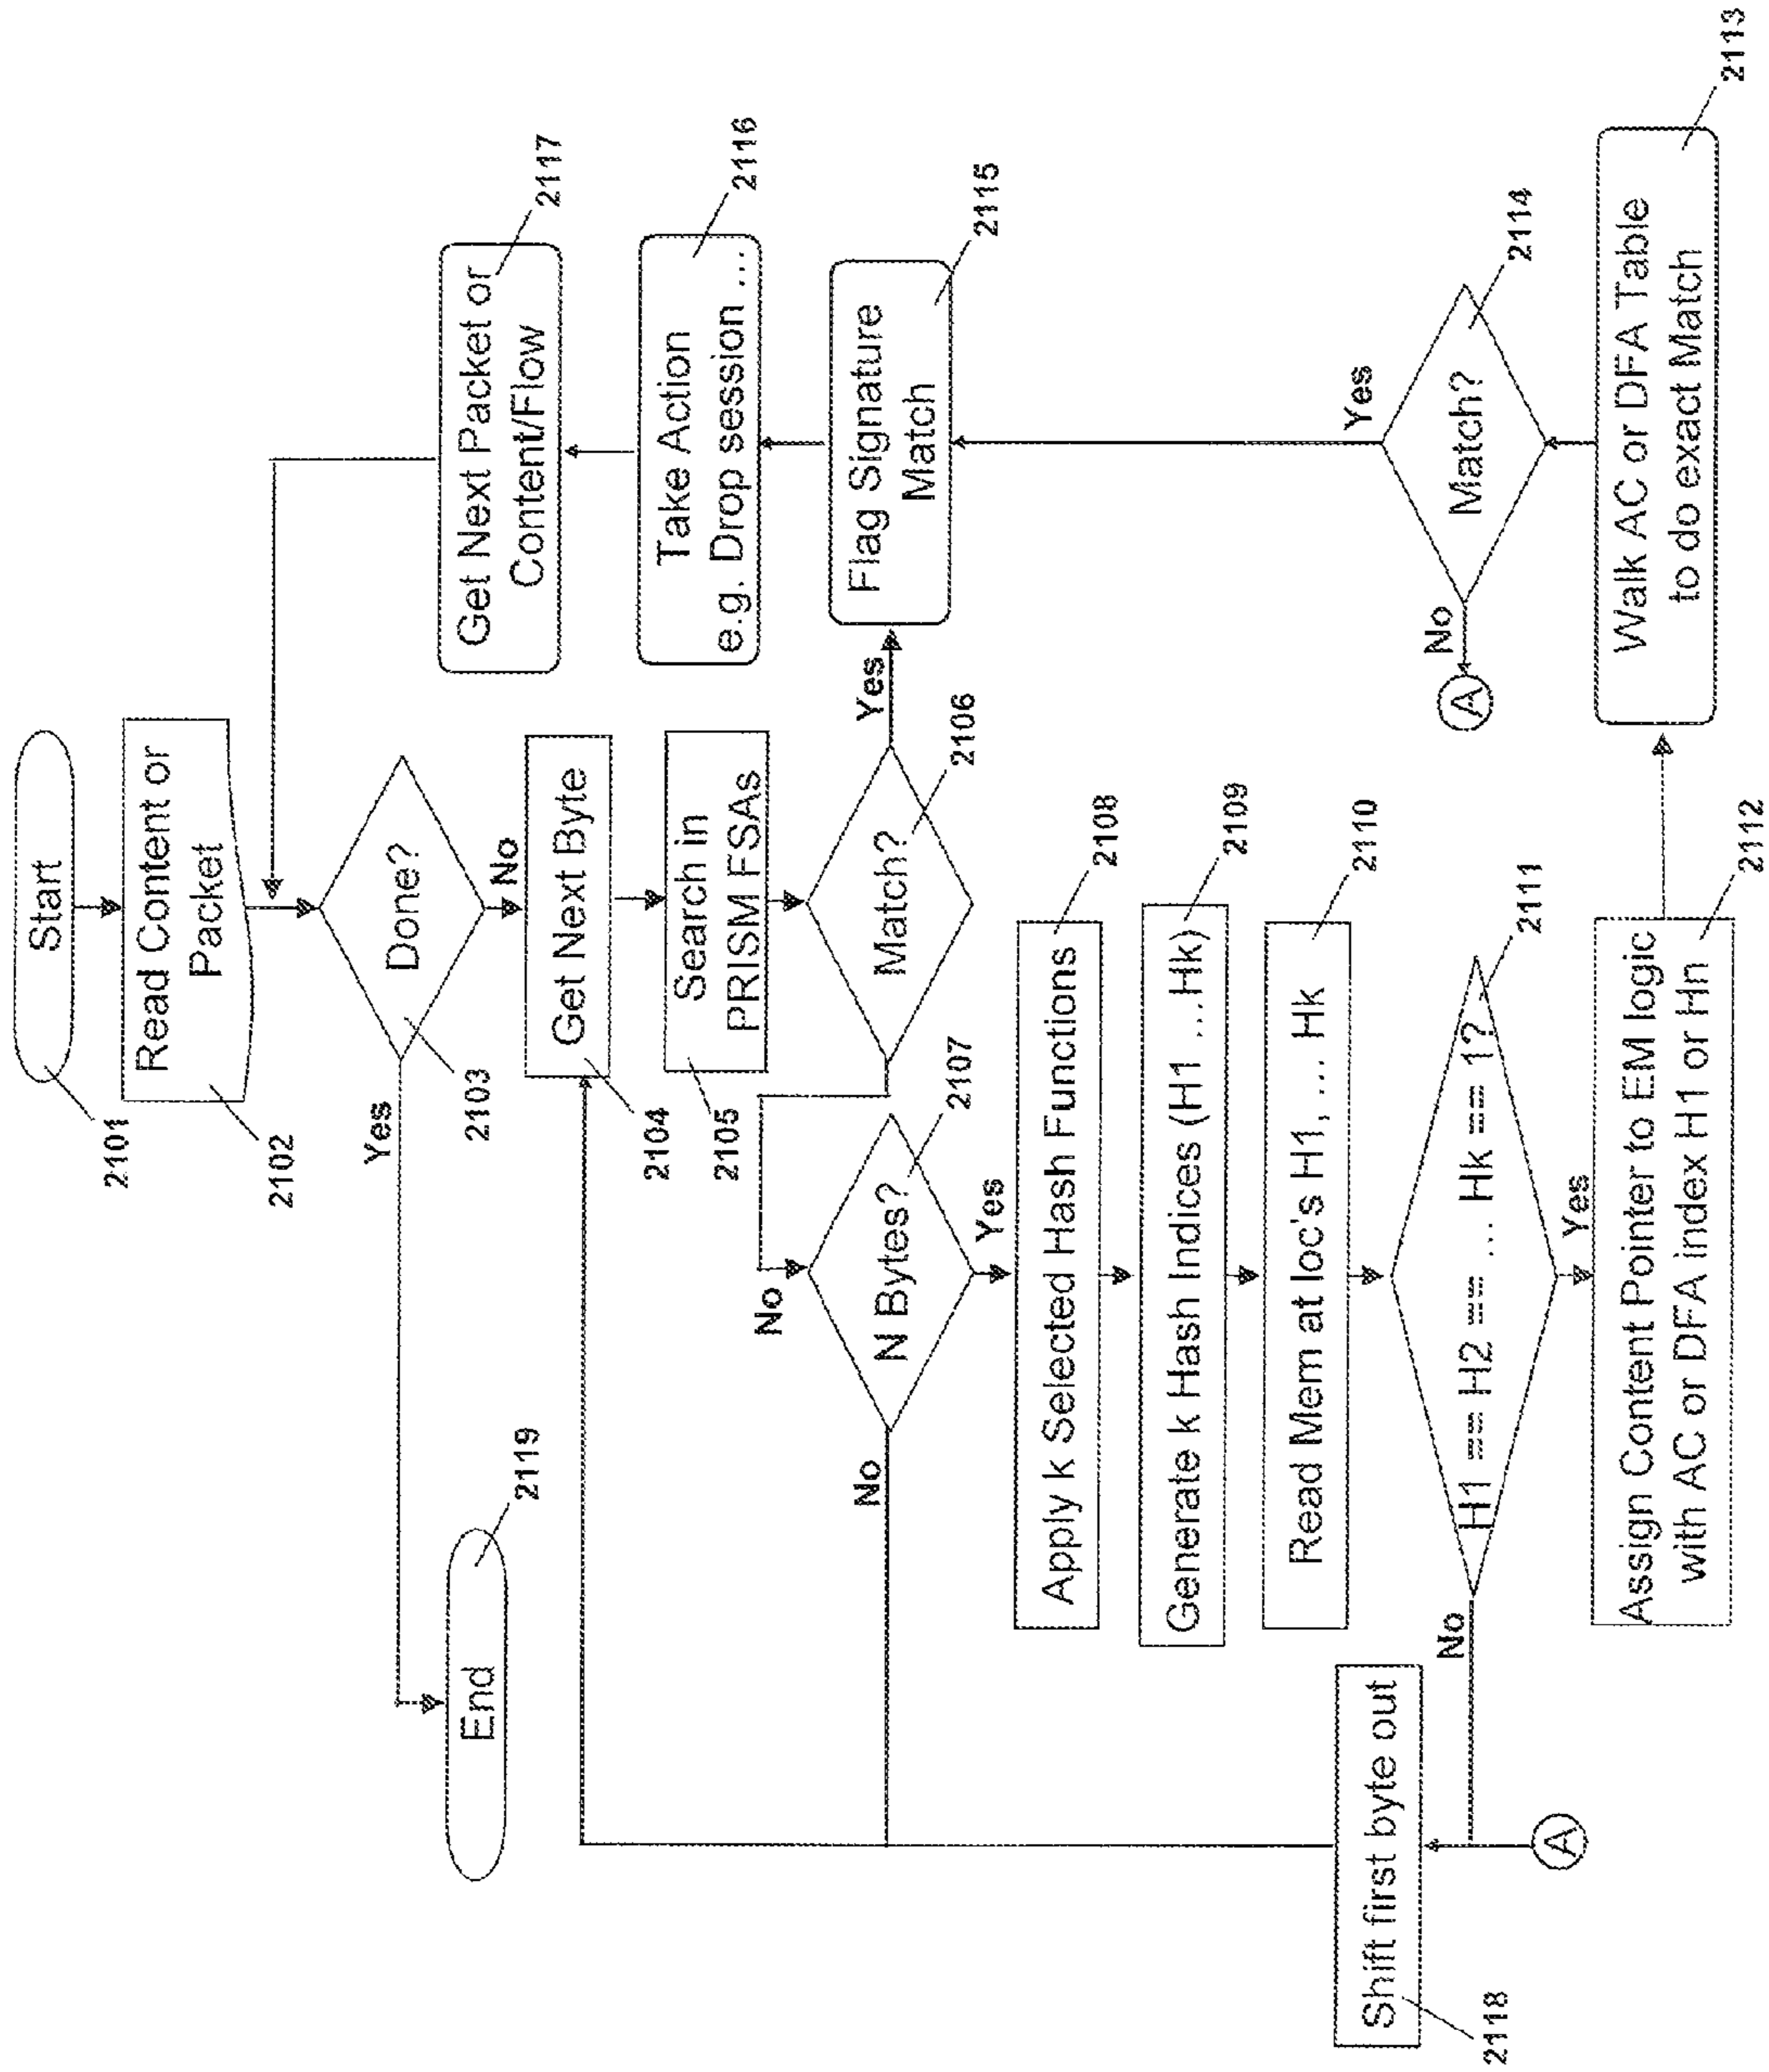 Start
2101
Read Content or
Packet
2102
Done?
2103
Yes
No
End
2119
Get Next Byte
2104
Search in
PRISM FSAs
2105
Match?
2106
Yes
No
N Bytes?
2107
No
Yes
Apply k Selected Hash Functions
2108
Generate k Hash Indices (H1 ...Hk)
2109
Read Mem at loc's H1, .... Hk
2110
H1 == H2 == ... Hk == 1?
2111
No
Yes
Shift first byte out
2118
A
Assign Content Pointer to EM logic
with AC or DFA index H1 or Hn
2112
Get Next Packet or
Content/Flow
2117
Take Action
e.g. Drop session ...
2116
Flag Signature
Match
2115
Yes
Match?
2114
No
A
Walk AC or DFA Table
to do exact Match
2113